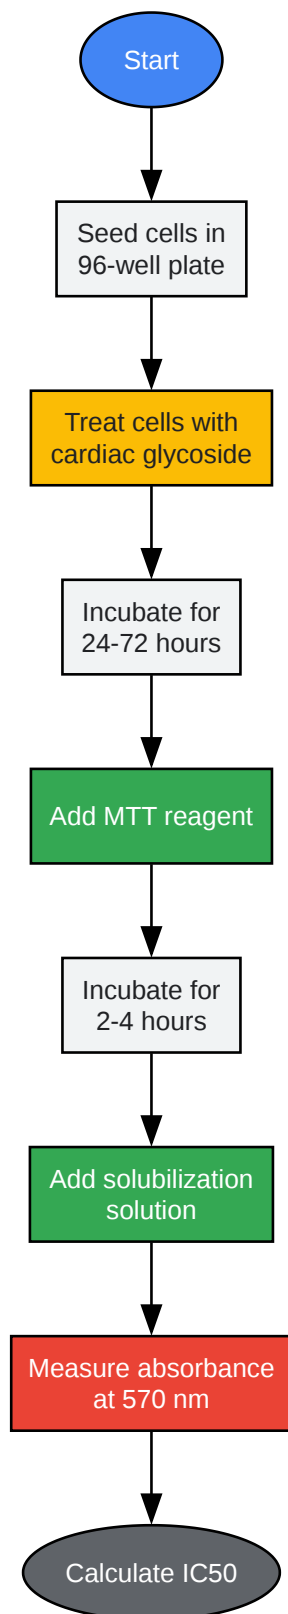 Start
Seed cells in
96-well plate
Treat cells with
cardiac glycoside
Incubate for
24-72 hours
Add MTT reagent
Incubate for
2-4 hours
Add solubilization
solution
Measure absorbance
at 570 nm
Calculate IC50